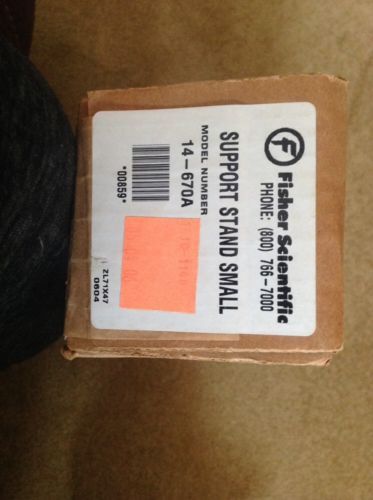 Fisher Scientific
PHONE: (800) 766-7000
SUPPORT STAND SMALL
MODEL NUMBER
14-670A
*00859*
ZL71X47
0604